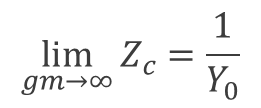 lim gm→∞ Z_c = 1/Y_0